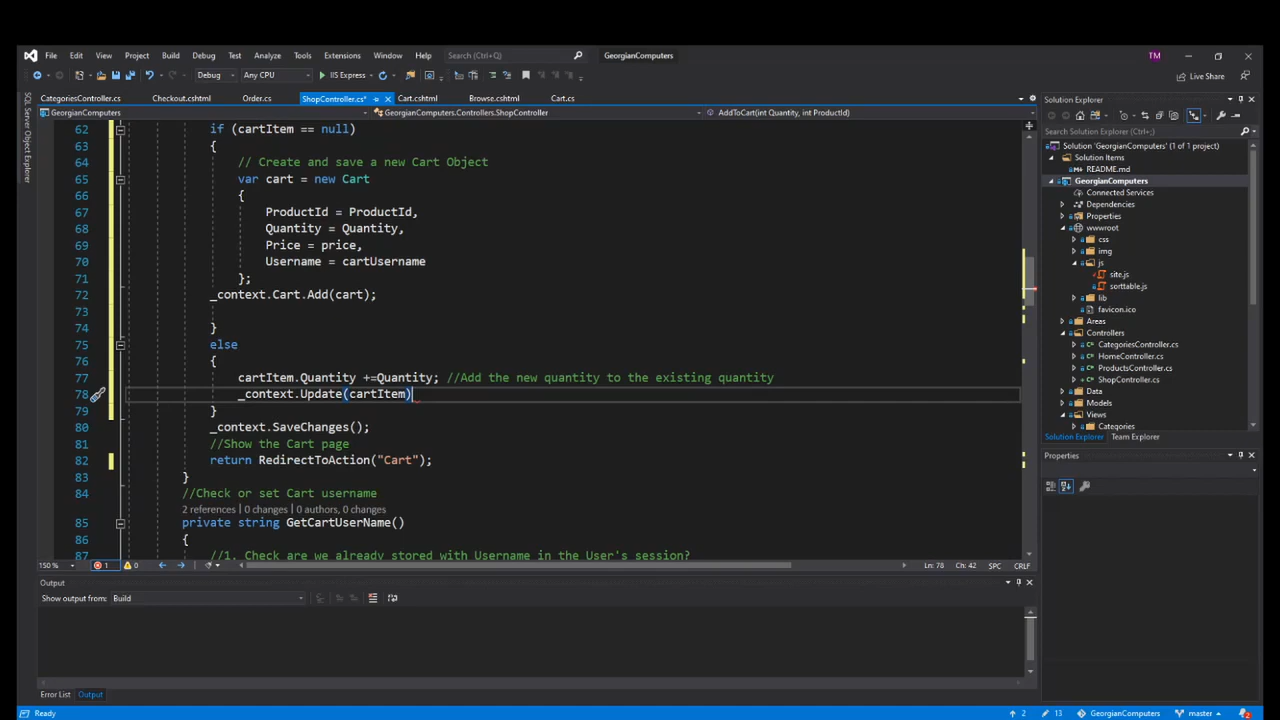 File Edit View Project Build Debug Test Analyze Tools Extensions Window Help Search (Ctrl+Q) GeorgianComputers TM
Debug Any CPU IIS Express Live Share
CategoriesController.cs Checkout.cshtml Order.cs ShopController.cs* Cart.cshtml Browse.cshtml Cart.cs
GeorgianComputers GeorgianComputers.Controllers.ShopController AddToCart(int Quantity, int ProductId)
SQL Server Object Explorer
62 if (cartItem == null)
63 {
64 // Create and save a new Cart Object
65 var cart = new Cart
66 {
67 ProductId = ProductId,
68 Quantity = Quantity,
69 Price = price,
70 Username = cartUsername
71 };
72 _context.Cart.Add(cart);
73
74 }
75 else
76 {
77 cartItem.Quantity +=Quantity; //Add the new quantity to the existing quantity
78 _context.Update(cartItem)
79 }
80 _context.SaveChanges();
81 //Show the Cart page
82 return RedirectToAction("Cart");
83 }
84 //Check or set Cart username
2 references | 0 changes | 0 authors, 0 changes
85 private string GetCartUserName()
86 {
87 //1. Check are we already stored with Username in the User's session?
150 % 1 0 Ln: 78 Ch: 42 SPC CRLF
Output
Show output from: Build
Error List Output
Solution Explorer
Search Solution Explorer (Ctrl+;)
Solution 'GeorgianComputers' (1 of 1 project)
Solution Items
README.md
GeorgianComputers
Connected Services
Dependencies
Properties
wwwroot
css
img
js
site.js
sorttable.js
lib
favicon.ico
Areas
Controllers
CategoriesController.cs
HomeController.cs
ProductsController.cs
ShopController.cs
Data
Models
Views
Categories
Solution Explorer Team Explorer
Properties
Ready 2 13 GeorgianComputers master 2